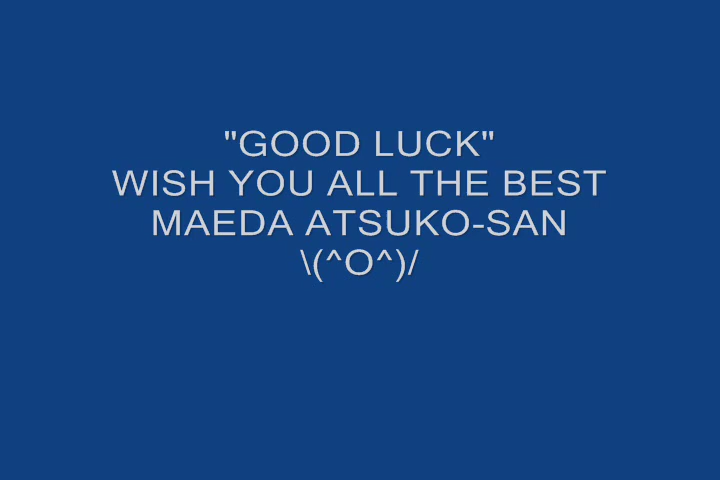 "GOOD LUCK"
WISH YOU ALL THE BEST
MAEDA ATSUKO-SAN
\(^O^)/